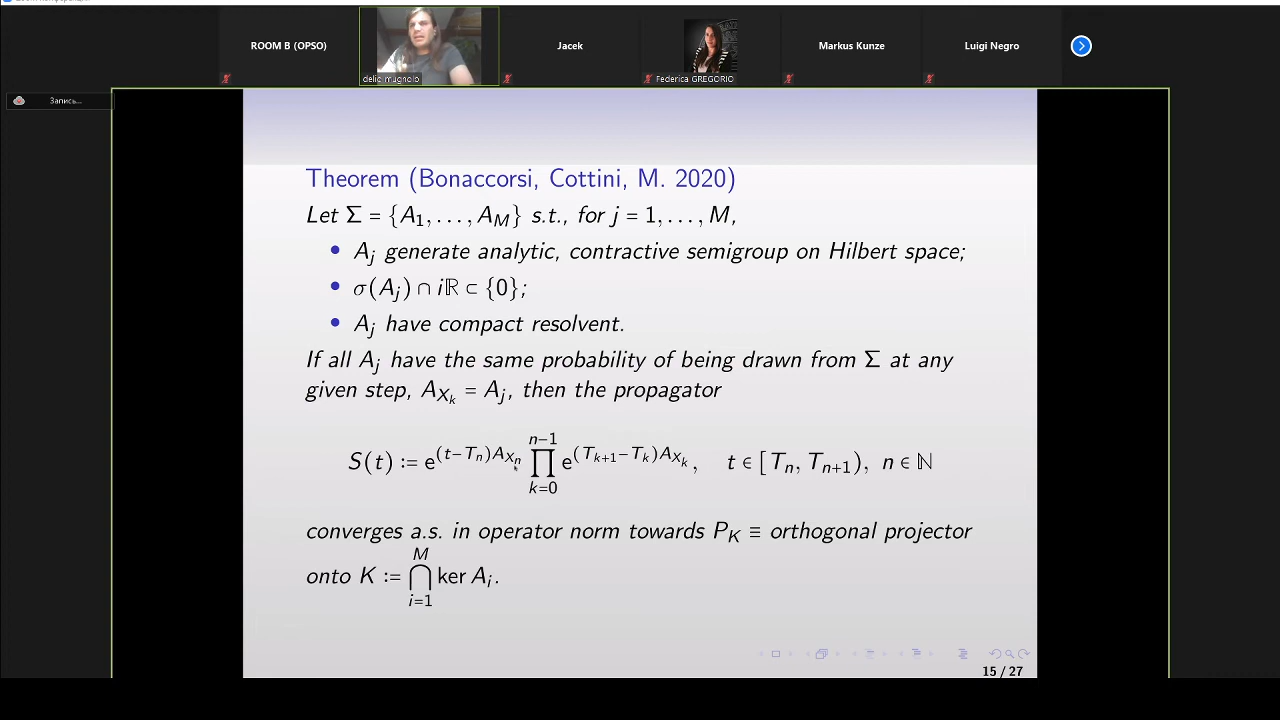 ROOM B (OPSO)
delio mugnolo
Jacek
Federica GREGORIO
Markus Kunze
Luigi Negro
Запись...
Theorem (Bonaccorsi, Cottini, M. 2020)
Let Σ = {A₁, . . . , A_M} s.t., for j = 1, . . . , M,
• A_j generate analytic, contractive semigroup on Hilbert space;
• σ(A_j) ∩ iℝ ⊂ {0};
• A_j have compact resolvent.
If all A_j have the same probability of being drawn from Σ at any
given step, A_{X_k} = A_j, then the propagator
S(t) := e^{(t−T_n)A_{X_n}} ∏_{k=0}^{n−1} e^{(T_{k+1}−T_k)A_{X_k}}, t ∈ [T_n, T_{n+1}), n ∈ ℕ
converges a.s. in operator norm towards P_K ≡ orthogonal projector
onto K := ⋂_{i=1}^{M} ker A_i.
15 / 27